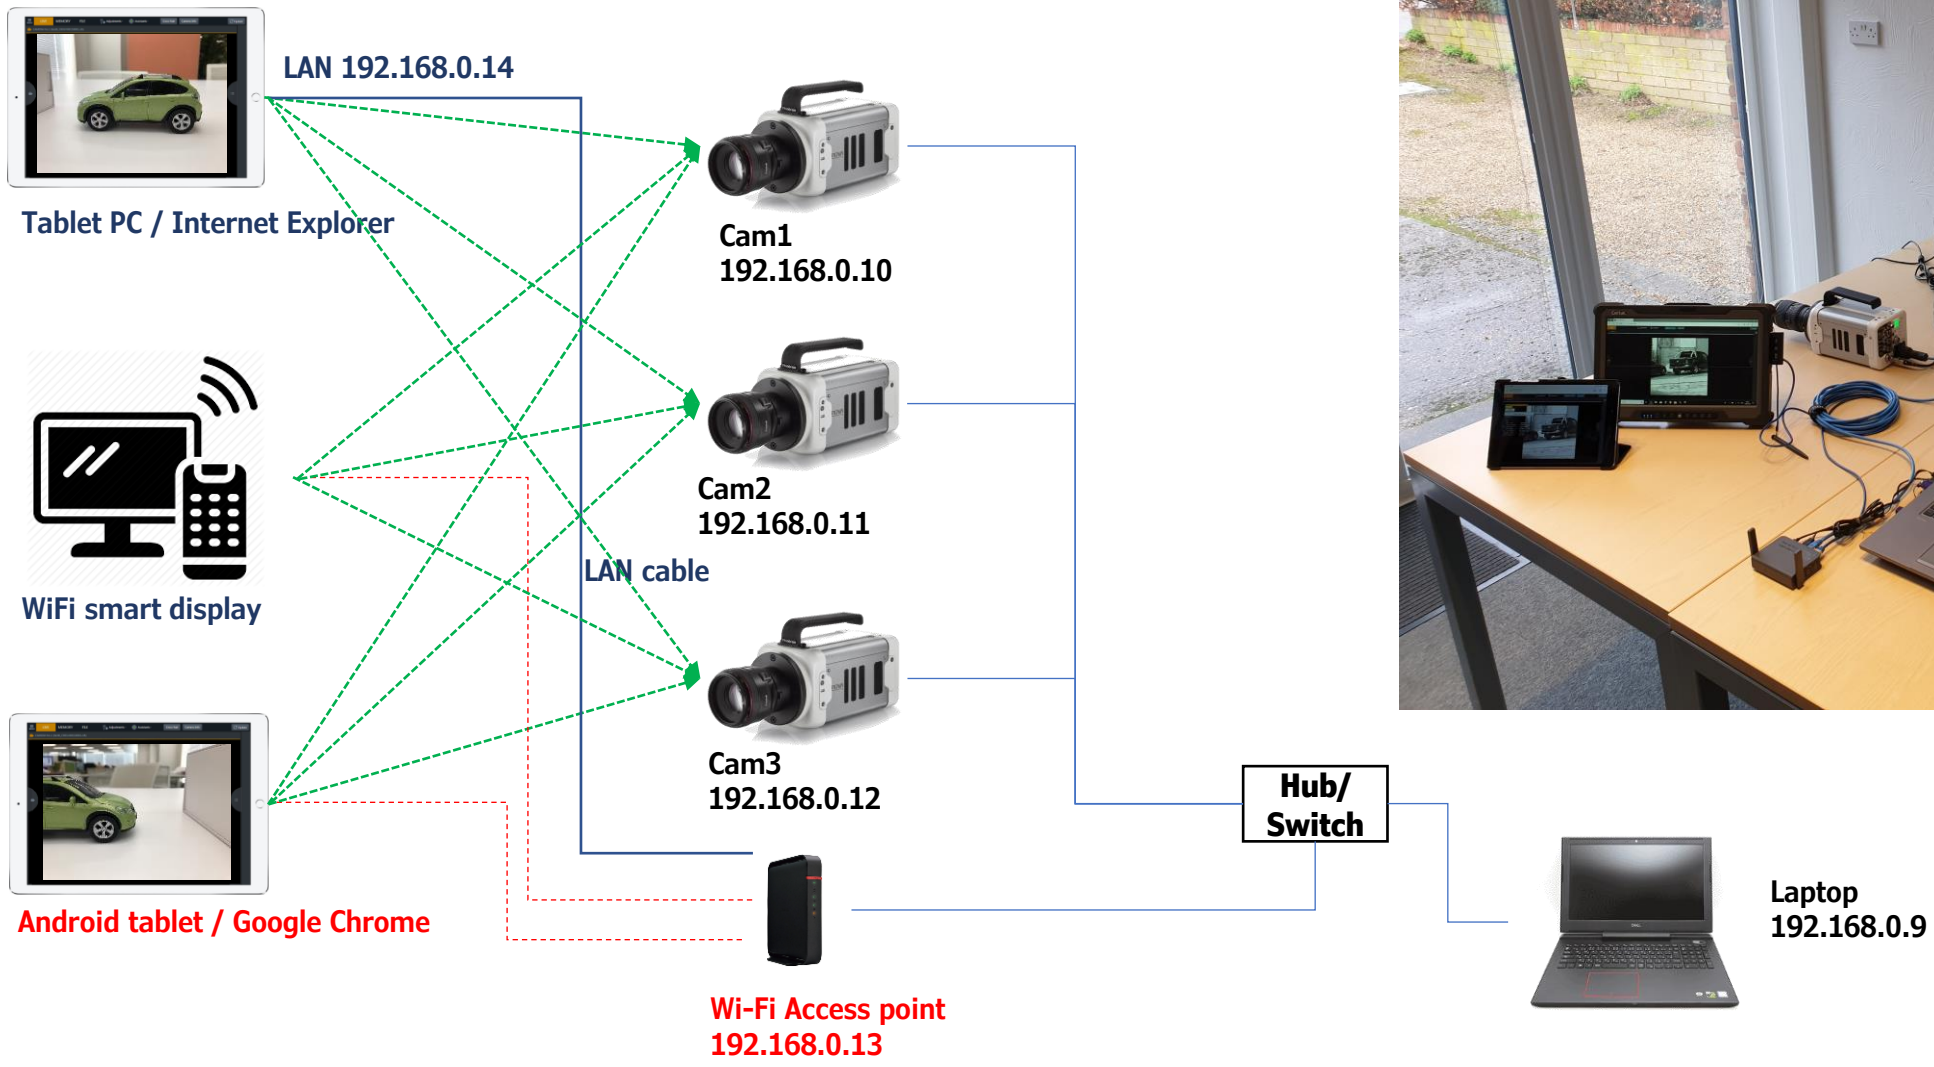 LAN 192.168.0.14
Tablet PC / Internet Explorer
Cam1
192.168.0.10
Cam2
192.168.0.11
LAN cable
WiFi smart display
Cam3
192.168.0.12
Hub/
Switch
Laptop
192.168.0.9
Android tablet / Google Chrome
Wi-Fi Access point
192.168.0.13